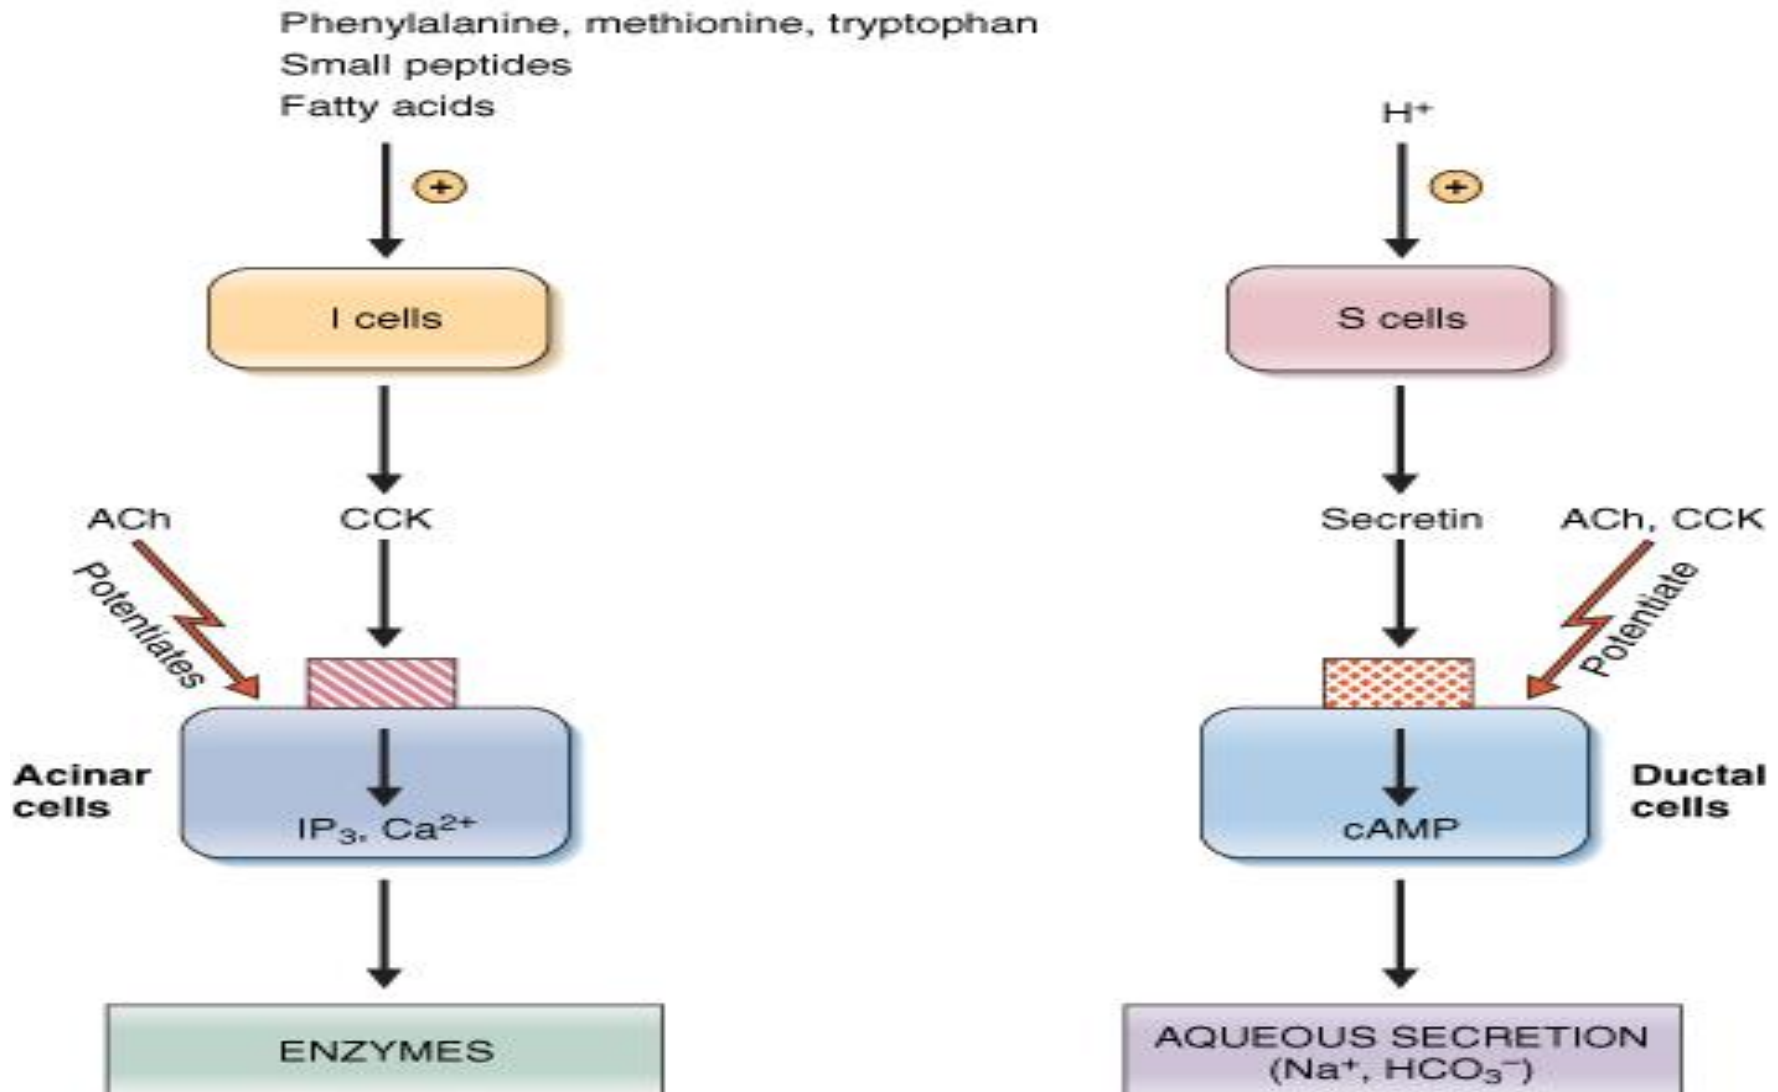 Phenylalanine, methionine, tryptophan
Small peptides
Fatty acids
H⁺
+
+
I cells
S cells
ACh
CCK
Secretin
ACh, CCK
Potentiates
Potentiate
Acinar
cells
IP₃, Ca²⁺
cAMP
Ductal
cells
ENZYMES
AQUEOUS SECRETION
(Na⁺, HCO₃⁻)